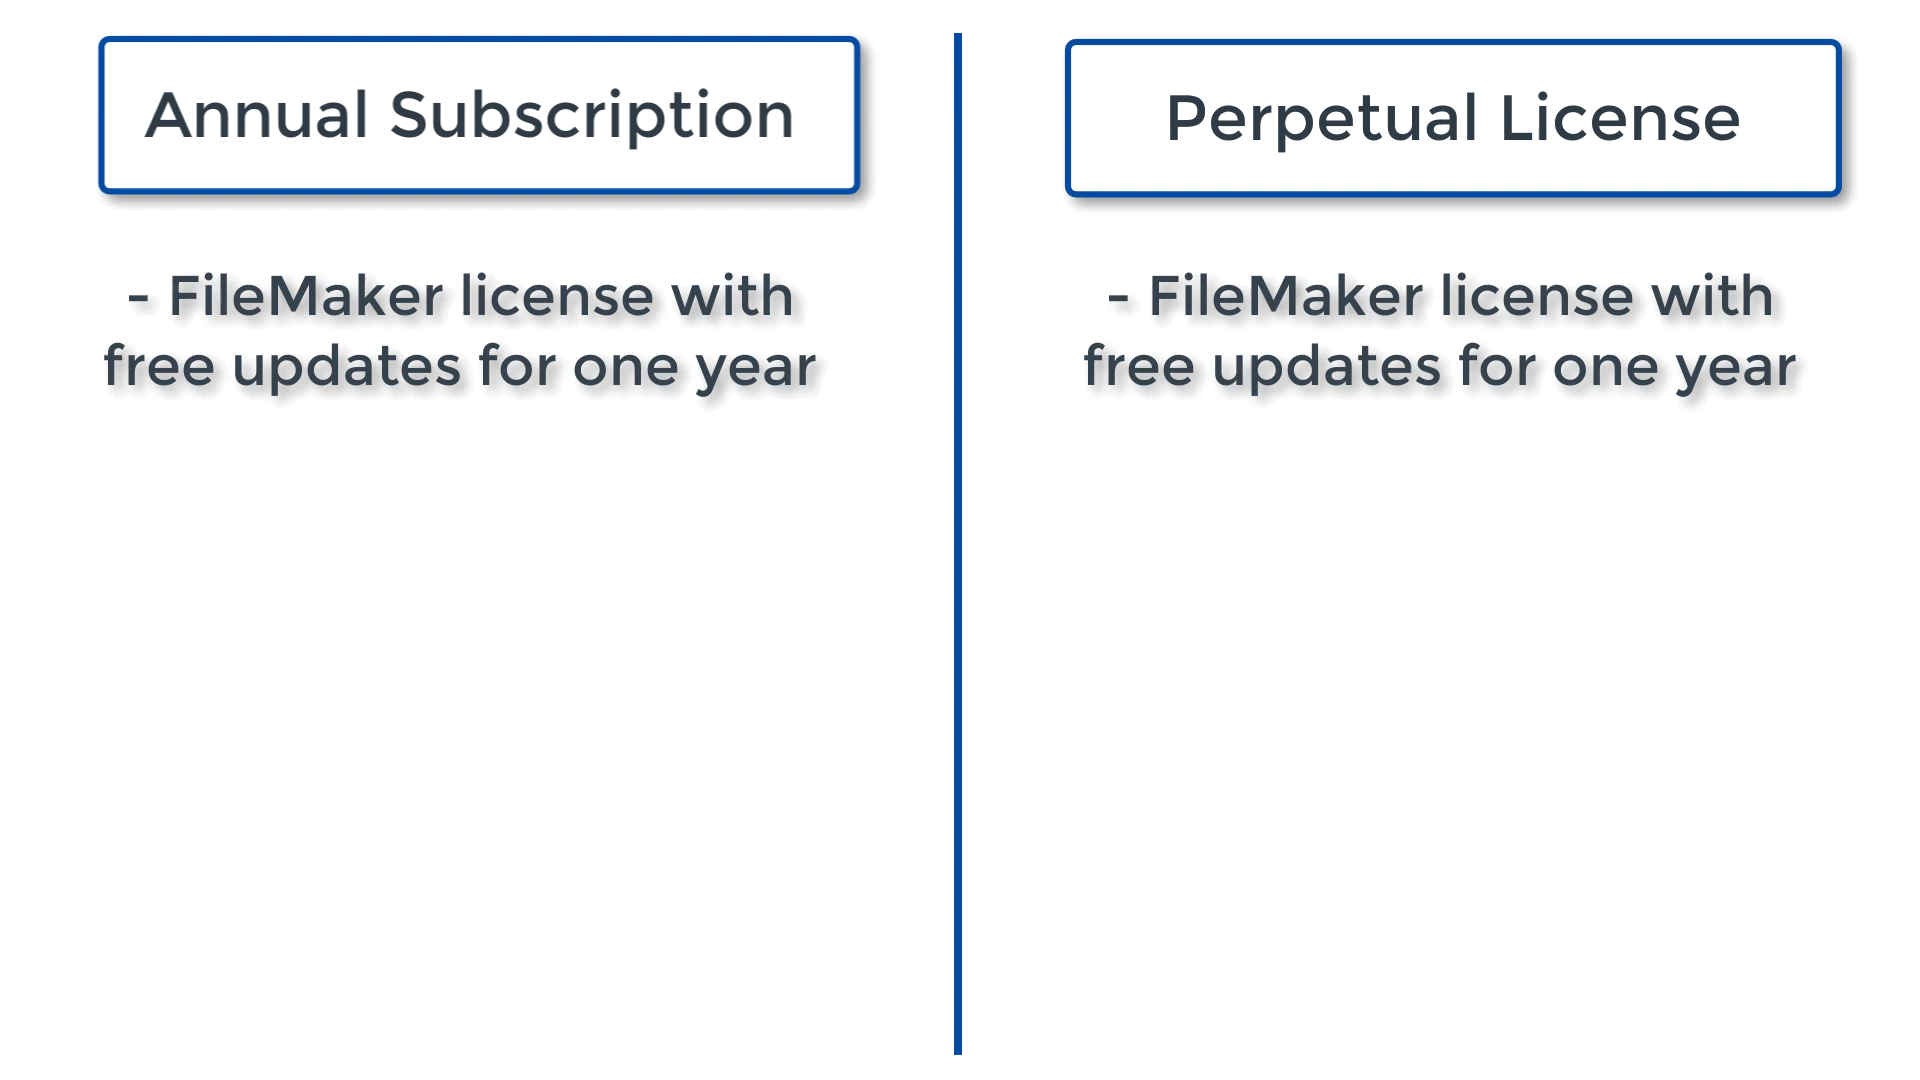 Annual Subscription
- FileMaker license with
free updates for one year
Perpetual License
- FileMaker license with
free updates for one year